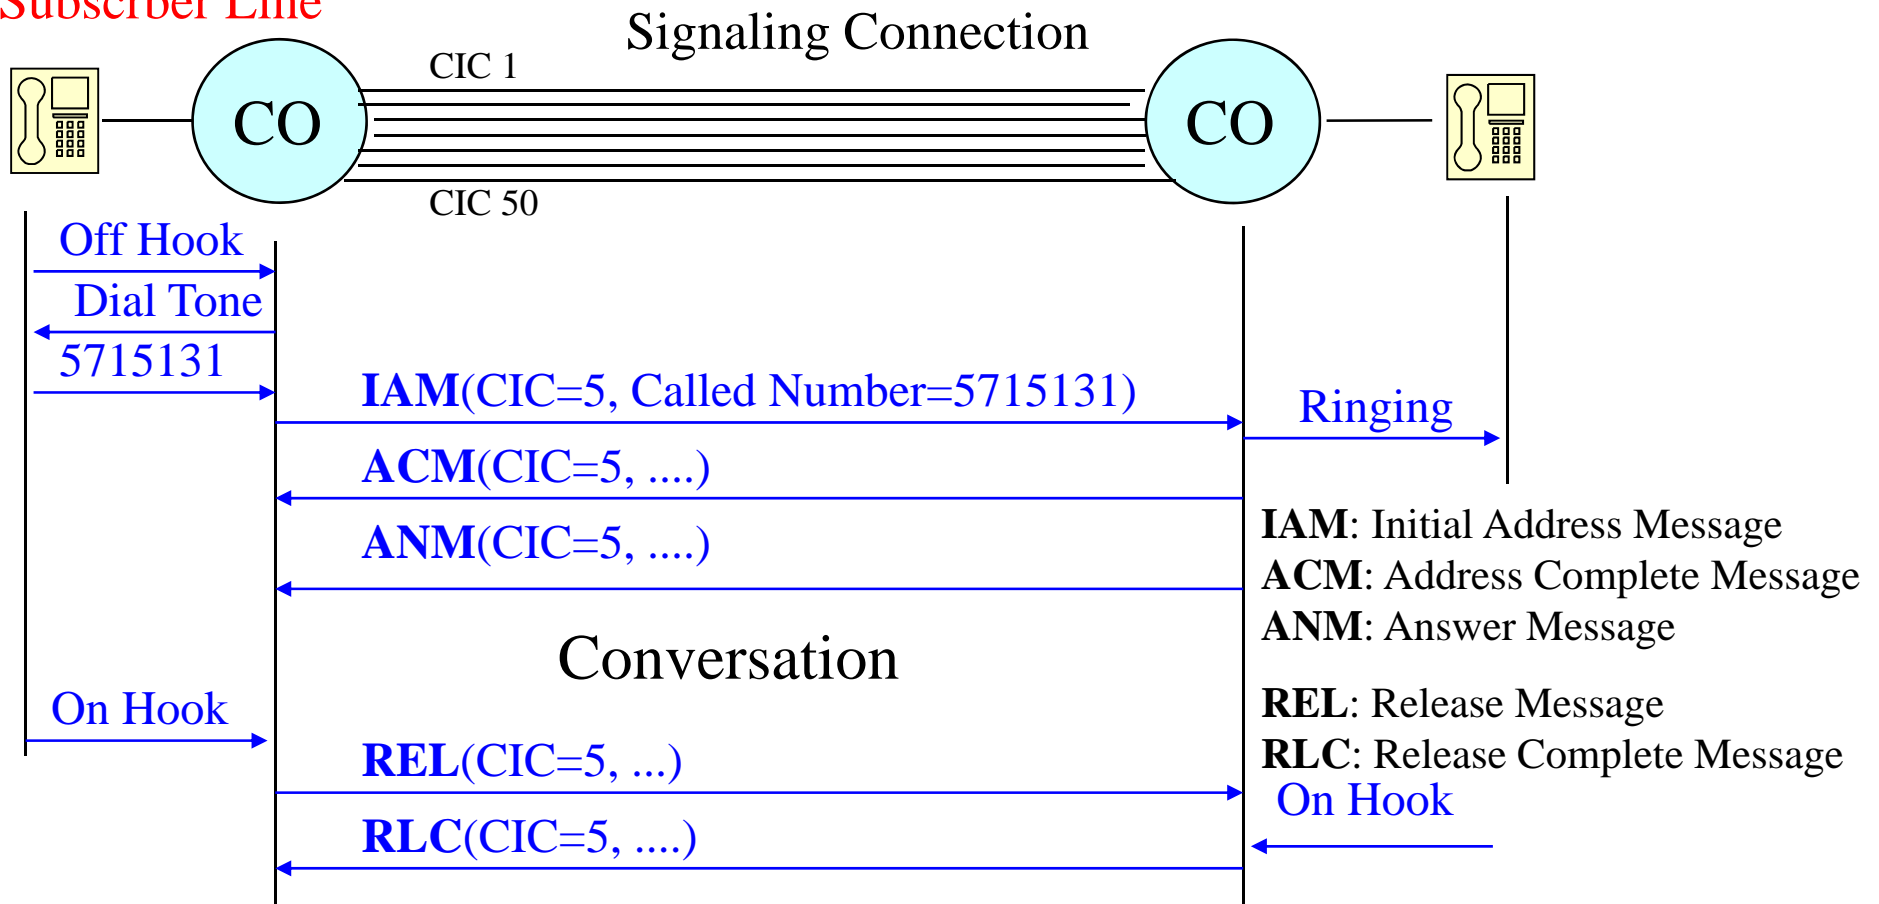 Subscrber Line
Signaling Connection
CIC 1
CO
CO
CIC 50
Off Hook
Dial Tone
5715131
IAM(CIC=5, Called Number=5715131)
Ringing
ACM(CIC=5, ....)
ANM(CIC=5, ....)
IAM: Initial Address Message
ACM: Address Complete Message
ANM: Answer Message
Conversation
On Hook
REL: Release Message
RLC: Release Complete Message
REL(CIC=5, ...)
On Hook
RLC(CIC=5, ....)